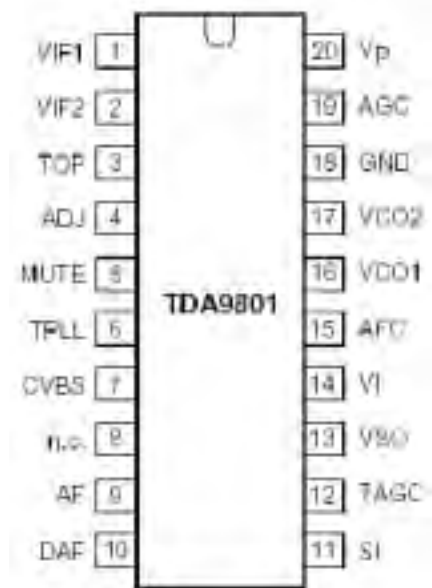 VIF1 1 20 Vp
VIF2 2 19 AGC
TOP 3 18 GND
ADJ 4 17 VCO2
MUTE 5 16 VCO1
TDA9801
TPLL 6 15 AFC
CVBS 7 14 VI
n.c. 8 13 VSO
AF 9 12 TAGC
DAF 10 11 SI